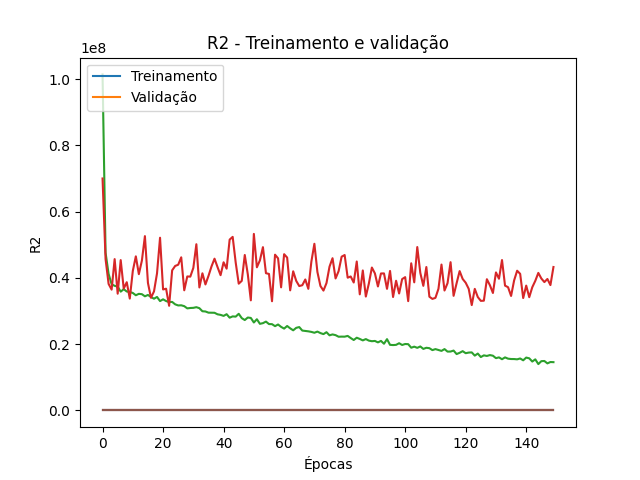 R2 - Treinamento e validação
1e8
Treinamento
Validação
1.0
0.8
0.6
0.4
0.2
0.0
R2
0 20 40 60 80 100 120 140
Épocas